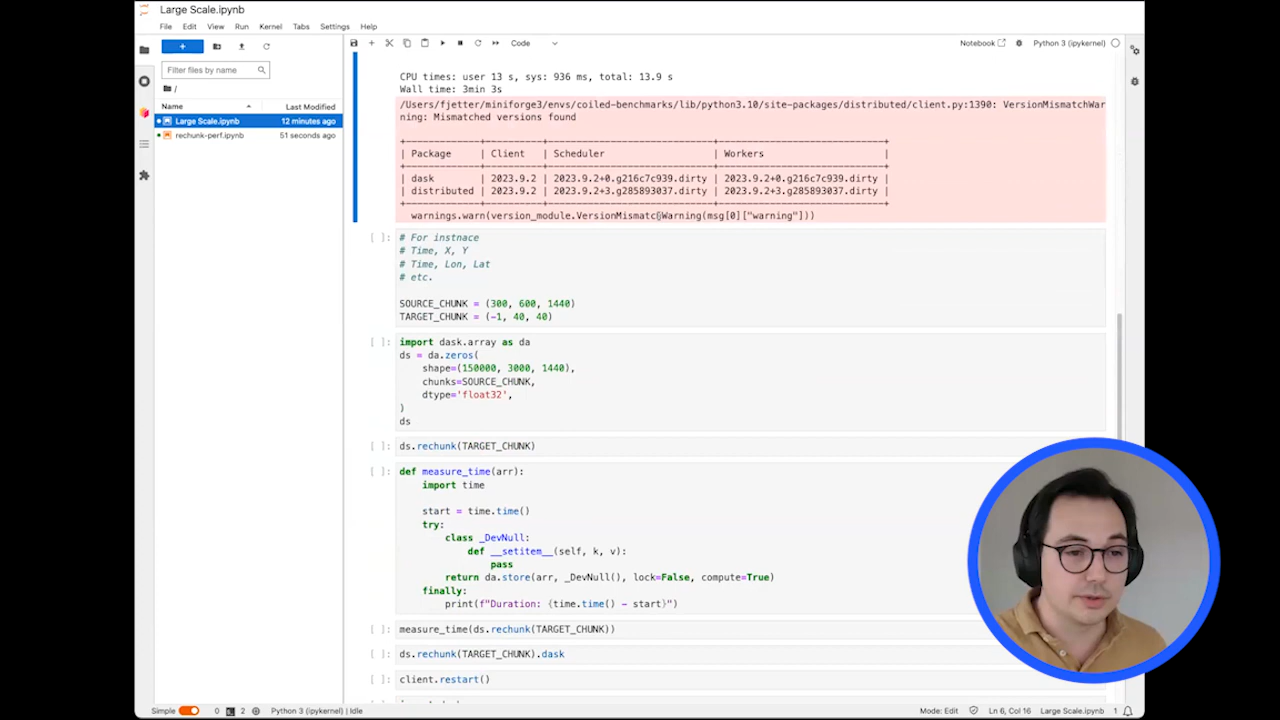 Large Scale.ipynb
File Edit View Run Kernel Tabs Settings Help
Code Notebook Python 3 (ipykernel)
Filter files by name
/
Name Last Modified
Large Scale.ipynb 12 minutes ago
rechunk-perf.ipynb 51 seconds ago
CPU times: user 13 s, sys: 936 ms, total: 13.9 s
Wall time: 3min 3s
/Users/fjetter/miniforge3/envs/coiled-benchmarks/lib/python3.10/site-packages/distributed/client.py:1390: VersionMismatchWar
ning: Mismatched versions found
+-------------+----------+---------------------------+---------------------------+
| Package | Client | Scheduler | Workers |
+-------------+----------+---------------------------+---------------------------+
| dask | 2023.9.2 | 2023.9.2+0.g216c7c939.dirty | 2023.9.2+0.g216c7c939.dirty |
| distributed | 2023.9.2 | 2023.9.2+3.g285893037.dirty | 2023.9.2+3.g285893037.dirty |
+-------------+----------+---------------------------+---------------------------+
warnings.warn(version_module.VersionMismatchWarning(msg[0]["warning"]))
[ ]: # For instnace
# Time, X, Y
# Time, Lon, Lat
# etc.
SOURCE_CHUNK = (300, 600, 1440)
TARGET_CHUNK = (-1, 40, 40)
[ ]: import dask.array as da
ds = da.zeros(
shape=(150000, 3000, 1440),
chunks=SOURCE_CHUNK,
dtype='float32',
)
ds
[ ]: ds.rechunk(TARGET_CHUNK)
[ ]: def measure_time(arr):
import time
start = time.time()
try:
class _DevNull:
def __setitem__(self, k, v):
pass
return da.store(arr, _DevNull(), lock=False, compute=True)
finally:
print(f"Duration: {time.time() - start}")
[ ]: measure_time(ds.rechunk(TARGET_CHUNK))
[ ]: ds.rechunk(TARGET_CHUNK).dask
[ ]: client.restart()
Simple 0 2 Python 3 (ipykernel) | Idle Mode: Edit Ln 6, Col 16 Large Scale.ipynb 1